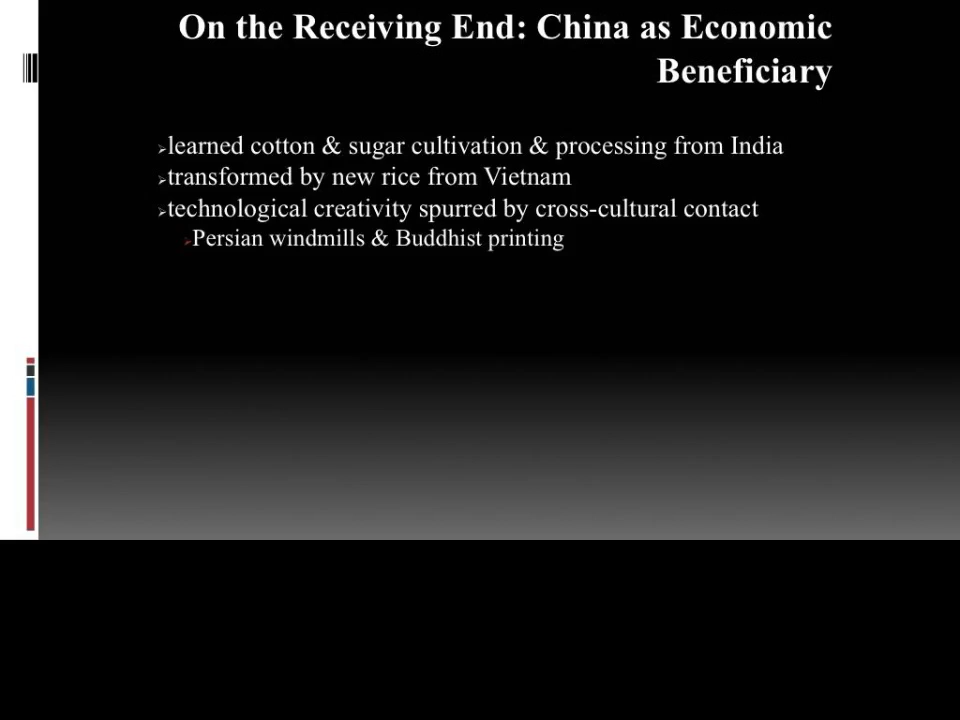 On the Receiving End: China as Economic
Beneficiary
learned cotton & sugar cultivation & processing from India
transformed by new rice from Vietnam
technological creativity spurred by cross-cultural contact
Persian windmills & Buddhist printing